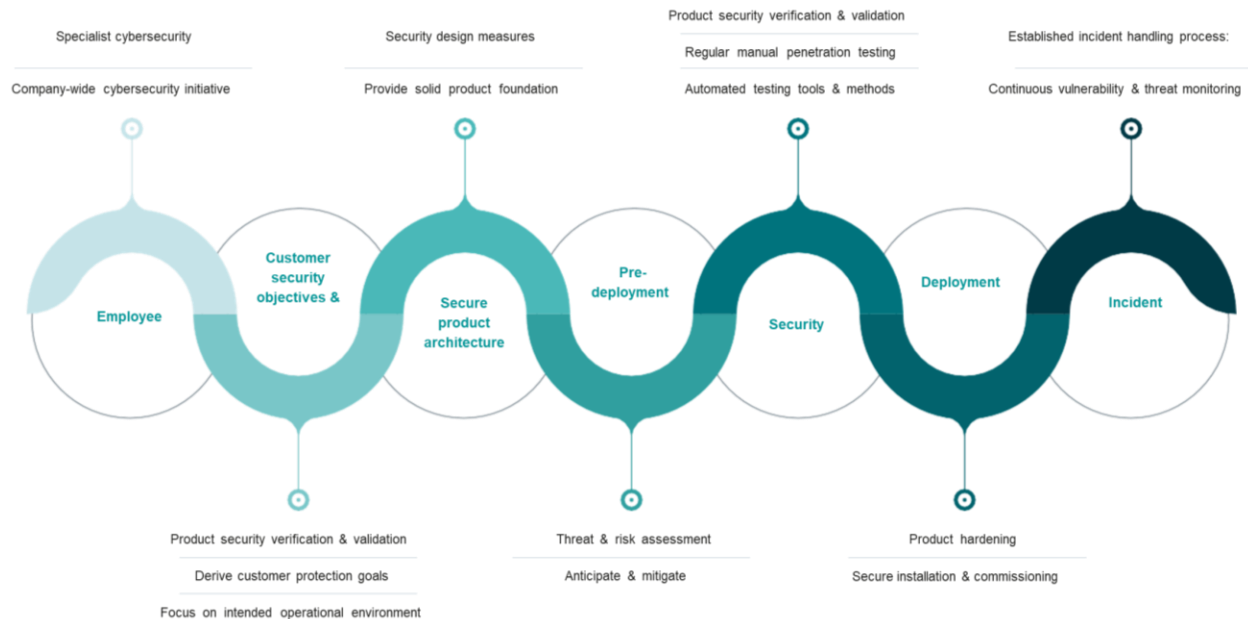 Specialist cybersecurity
Company-wide cybersecurity initiative
Security design measures
Provide solid product foundation
Product security verification & validation
Regular manual penetration testing
Automated testing tools & methods
Established incident handling process:
Continuous vulnerability & threat monitoring
Employee
Customer
security
objectives &
Secure
product
architecture
Pre-
deployment
Security
Deployment
Incident
Product security verification & validation
Derive customer protection goals
Focus on intended operational environment
Threat & risk assessment
Anticipate & mitigate
Product hardening
Secure installation & commissioning